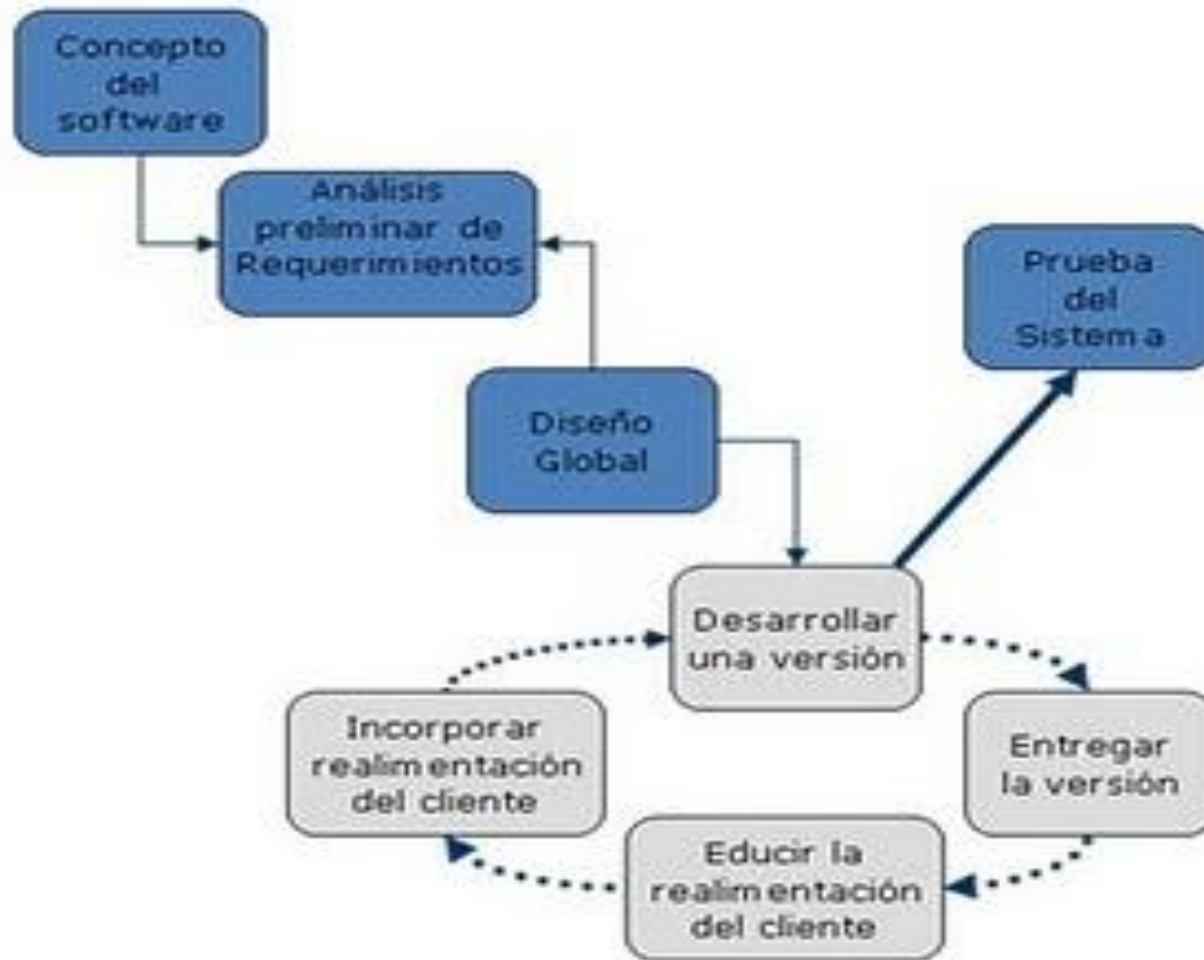 Concepto
del
software
Análisis
preliminar de
Requerimientos
Prueba
del
Sistema
Diseño
Global
Desarrollar
una versión
Incorporar
realimentación
del cliente
Entregar
la versión
Educir la
realimentación
del cliente